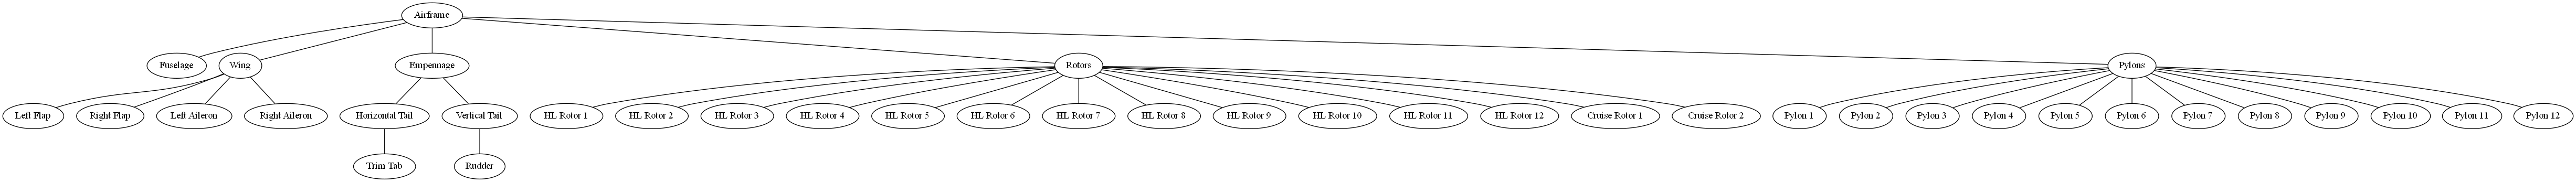 Airframe
Fuselage
Wing
Empennage
Rotors
Pylons
Left Flap
Right Flap
Left Aileron
Right Aileron
Horizontal Tail
Vertical Tail
HL Rotor 1
HL Rotor 2
HL Rotor 3
HL Rotor 4
HL Rotor 5
HL Rotor 6
HL Rotor 7
HL Rotor 8
HL Rotor 9
HL Rotor 10
HL Rotor 11
HL Rotor 12
Cruise Rotor 1
Cruise Rotor 2
Pylon 1
Pylon 2
Pylon 3
Pylon 4
Pylon 5
Pylon 6
Pylon 7
Pylon 8
Pylon 9
Pylon 10
Pylon 11
Pylon 12
Trim Tab
Rudder